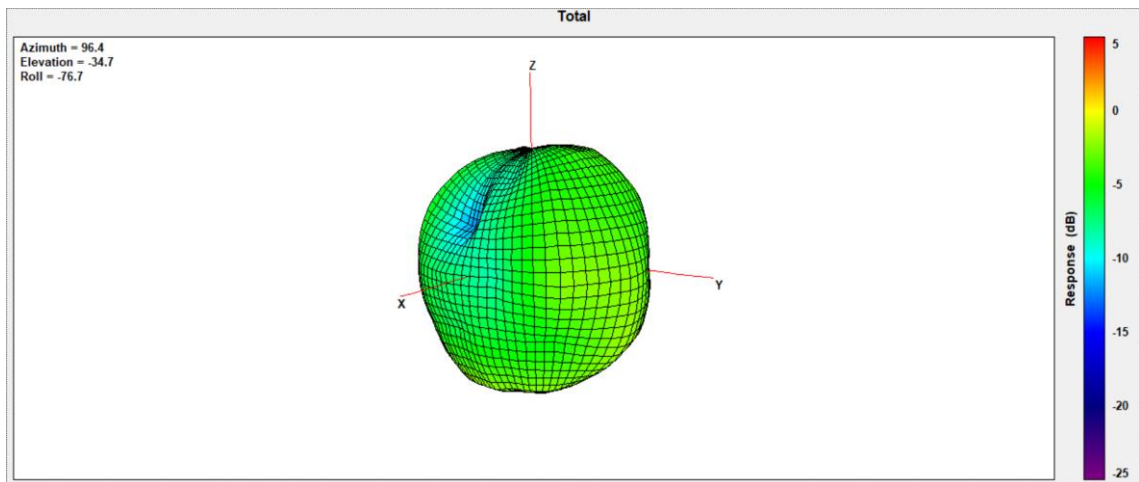 Total
Azimuth = 96.4
Elevation = -34.7
Roll = -76.7
Z
X
Y
5
0
-5
-10
-15
-20
-25
Response (dB)